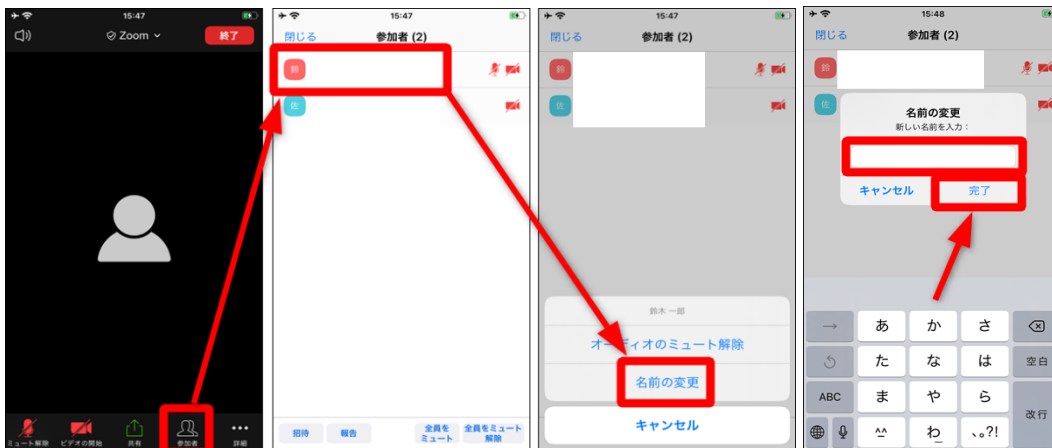 15:47
Zoom
終了
ミュート解除
ビデオの開始
共有
参加者
詳細
15:47
閉じる
参加者 (2)
鈴
佐
招待
報告
全員を
ミュート
全員をミュート
解除
15:47
閉じる
参加者 (2)
鈴
佐
鈴木 一郎
オーディオのミュート解除
名前の変更
キャンセル
15:48
閉じる
参加者 (2)
鈴
佐
名前の変更
新しい名前を入力：
キャンセル
完了
→
あ
か
さ
た
な
は
空白
ABC
ま
や
ら
改行
^^
わ
、。?!